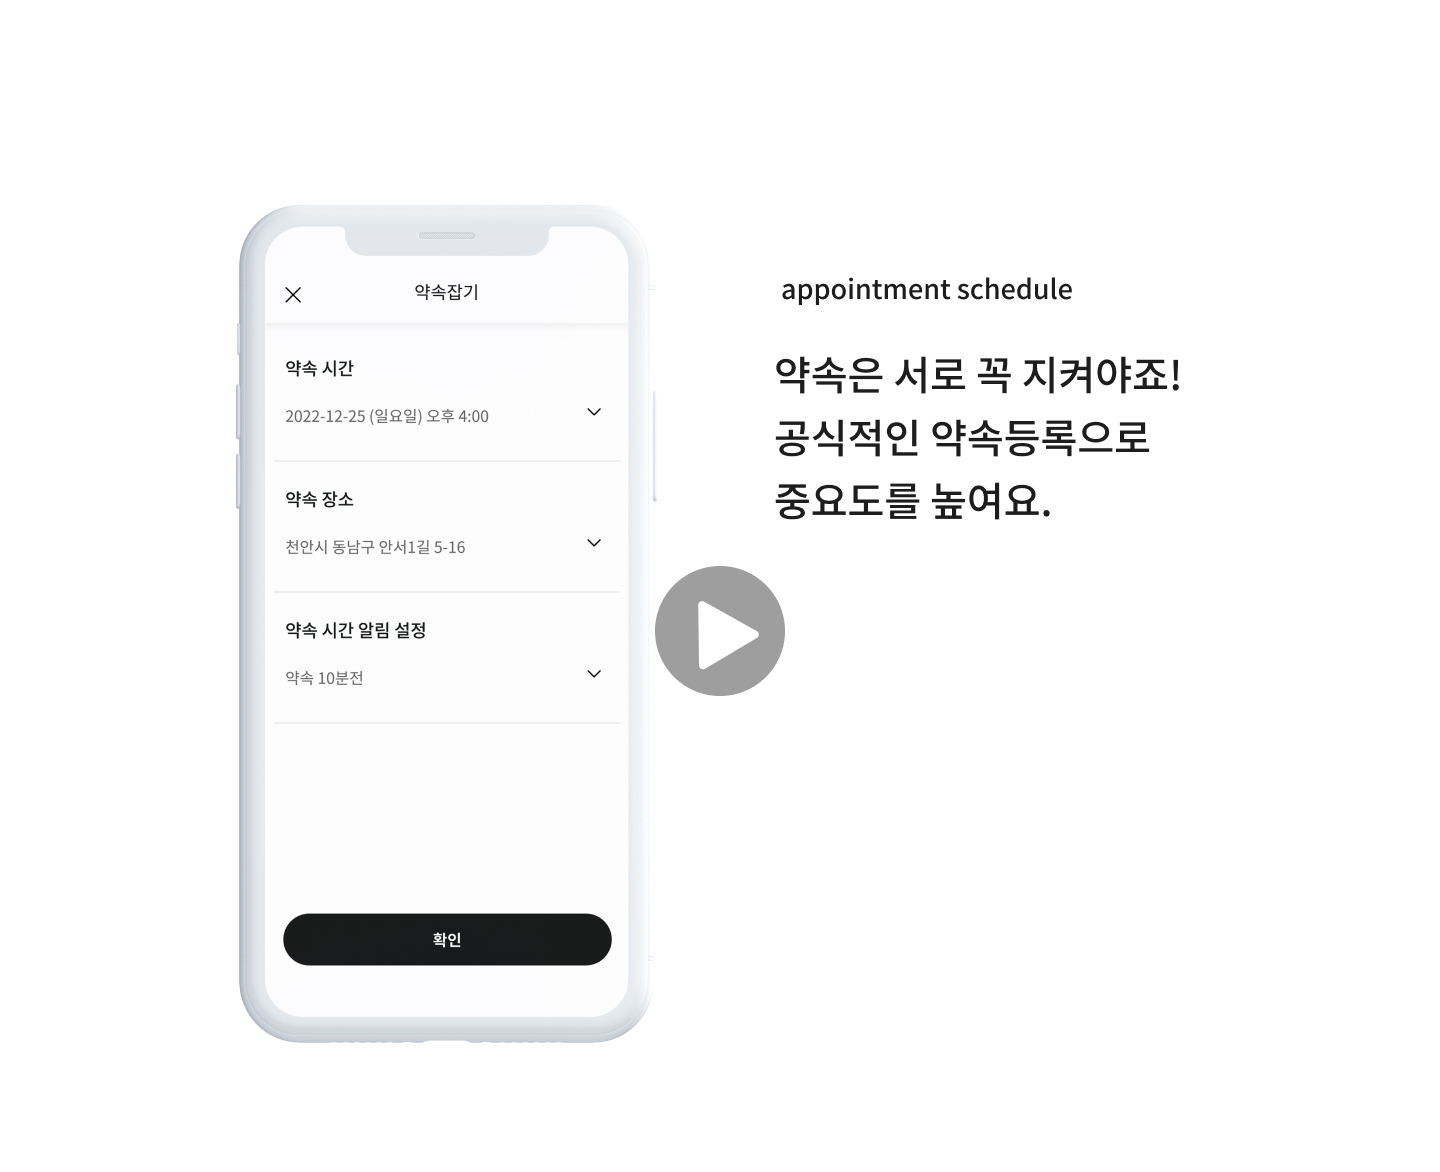 약속잡기
약속 시간
2022-12-25 (일요일) 오후 4:00
약속 장소
천안시 동남구 안서1길 5-16
약속 시간 알림 설정
약속 10분전
확인
appointment schedule
약속은 서로 꼭 지켜야죠!
공식적인 약속등록으로
중요도를 높여요.